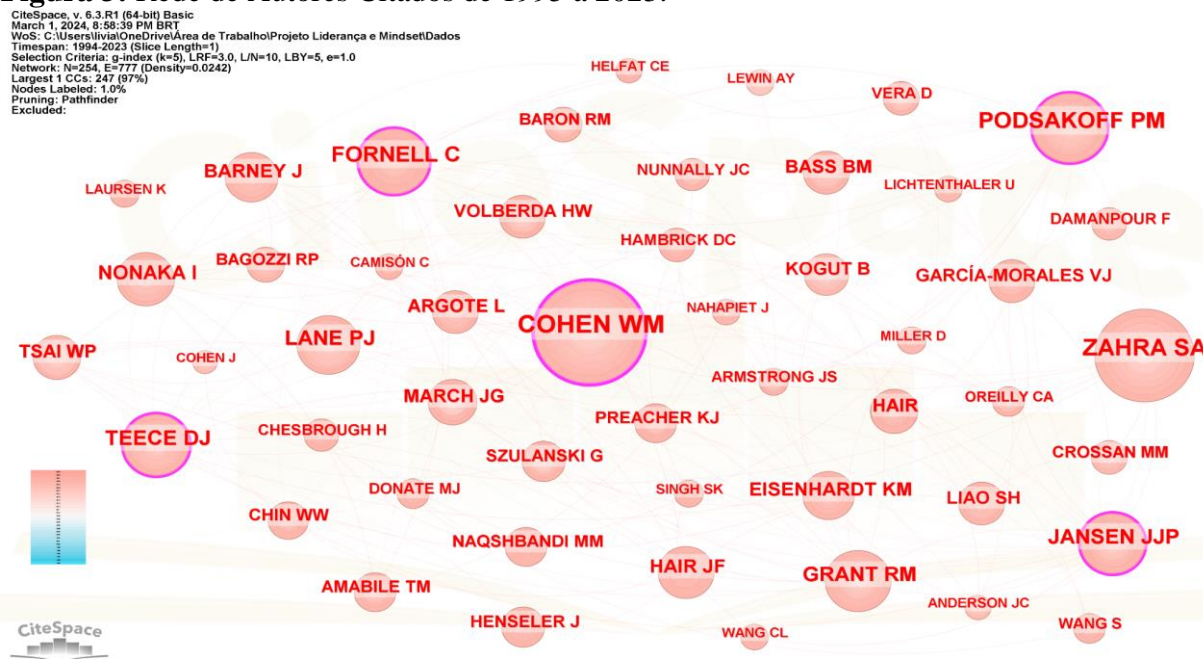 Figura 3: Rede de Autores Citados de 1995 a 2023.
CiteSpace, v. 6.3.R1 (64-bit) Basic
March 1, 2024, 8:58:39 PM BRT
WoS: C:\Users\livia\OneDrive\Área de Trabalho\Projeto Liderança e Mindset\Dados
Timespan: 1994-2023 (Slice Length=1)
Selection Criteria: g-index (k=5), LRF=3.0, L/N=10, LBY=5, e=1.0
Network: N=254, E=777 (Density=0.0242)
Largest 1 CCs: 247 (97%)
Nodes Labeled: 1.0%
Pruning: Pathfinder
Excluded:
HELFAT CE
LEWIN AY
VERA D
BARON RM
PODSAKOFF PM
FORNELL C
BARNEY J
NUNNALLY JC
BASS BM
LAURSEN K
LICHTENTHALER U
VOLBERDA HW
DAMANPOUR F
HAMBRICK DC
BAGOZZI RP
CAMISÓN C
NONAKA I
KOGUT B
GARCÍA-MORALES VJ
ARGOTE L
NAHAPIET J
COHEN WM
LANE PJ
MILLER D
ZAHRA SA
TSAI WP
COHEN J
ARMSTRONG JS
MARCH JG
OREILLY CA
HAIR
PREACHER KJ
CHESBROUGH H
TEECE DJ
SZULANSKI G
CROSSAN MM
DONATE MJ
SINGH SK
EISENHARDT KM
LIAO SH
CHIN WW
JANSEN JJP
NAQSHBANDI MM
HAIR JF
GRANT RM
AMABILE TM
ANDERSON JC
HENSELER J
WANG CL
WANG S
CiteSpace